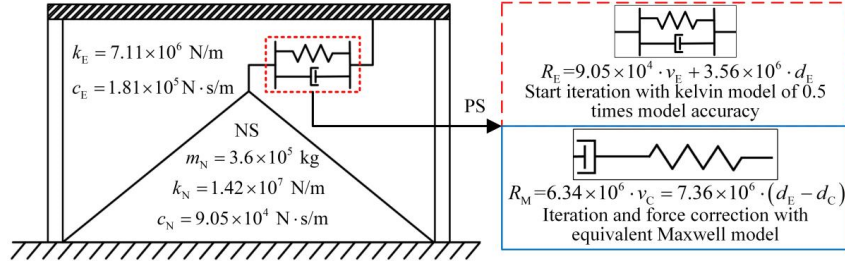 k_E = 7.11×10^6 N/m
c_E = 1.81×10^5 N·s/m
NS
m_N = 3.6×10^5 kg
k_N = 1.42×10^7 N/m
c_N = 9.05×10^4 N·s/m
PS
R_E=9.05×10^4·v_E+3.56×10^6·d_E
Start iteration with kelvin model of 0.5
times model accuracy
R_M=6.34×10^6·v_C=7.36×10^6·(d_E−d_C)
Iteration and force correction with
equivalent Maxwell model